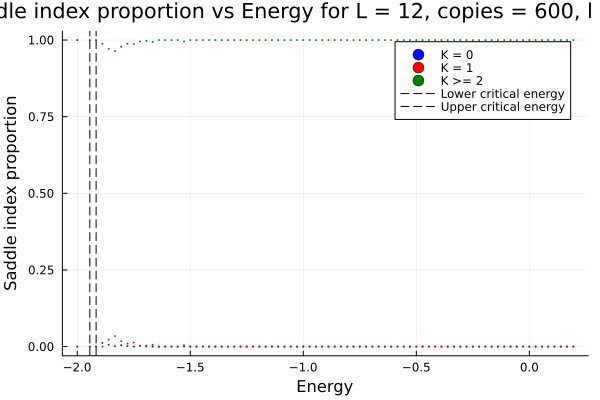 dle index proportion vs Energy for L = 12, copies = 600,
1.00
0.75
0.50
0.25
0.00
Saddle index proportion
K = 0
K = 1
K >= 2
Lower critical energy
Upper critical energy
−2.0 −1.5 −1.0 −0.5 0.0
Energy